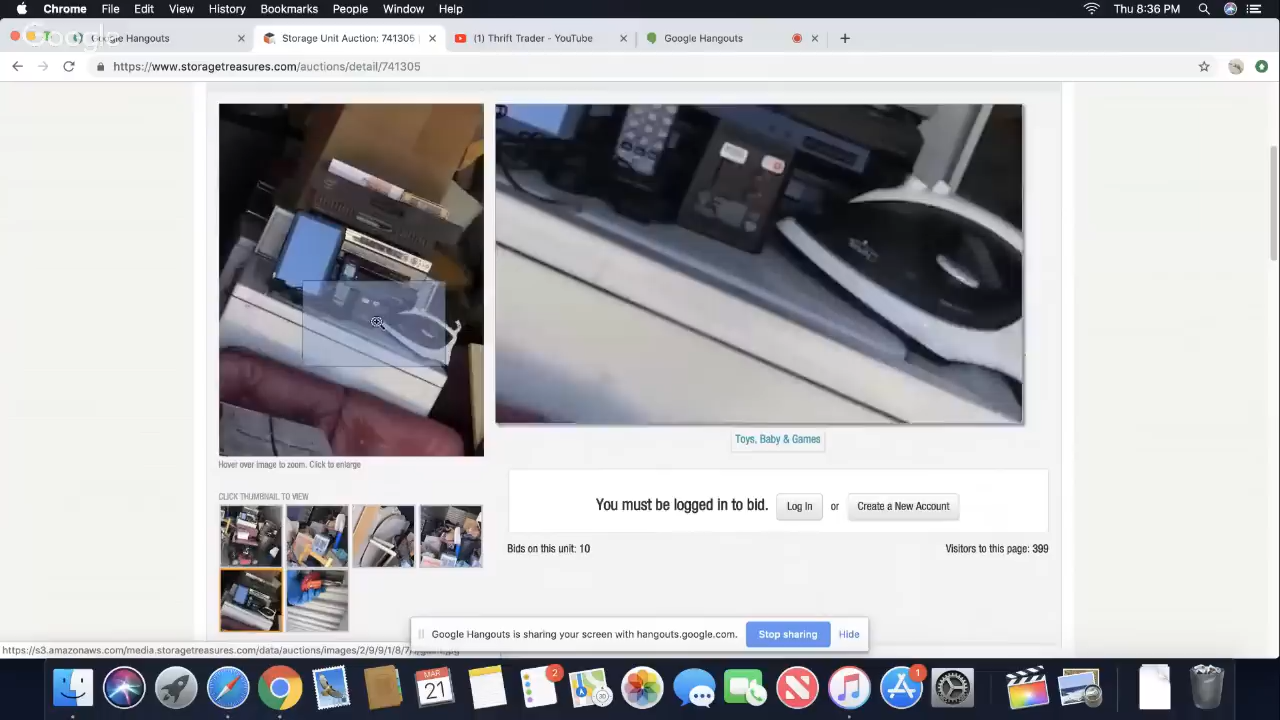 Chrome File Edit View History Bookmarks People Window Help
Thu 8:36 PM
Google
Google Hangouts
Storage Unit Auction: 741305
(1) Thrift Trader - YouTube
Google Hangouts
https://www.storagetreasures.com/auctions/detail/741305
Toys, Baby & Games
Hover over image to zoom. Click to enlarge
CLICK THUMBNAIL TO VIEW
You must be logged in to bid. Log In or Create a New Account
Bids on this unit: 10
Visitors to this page: 399
Google Hangouts is sharing your screen with hangouts.google.com. Stop sharing Hide
MAR
21
2
1